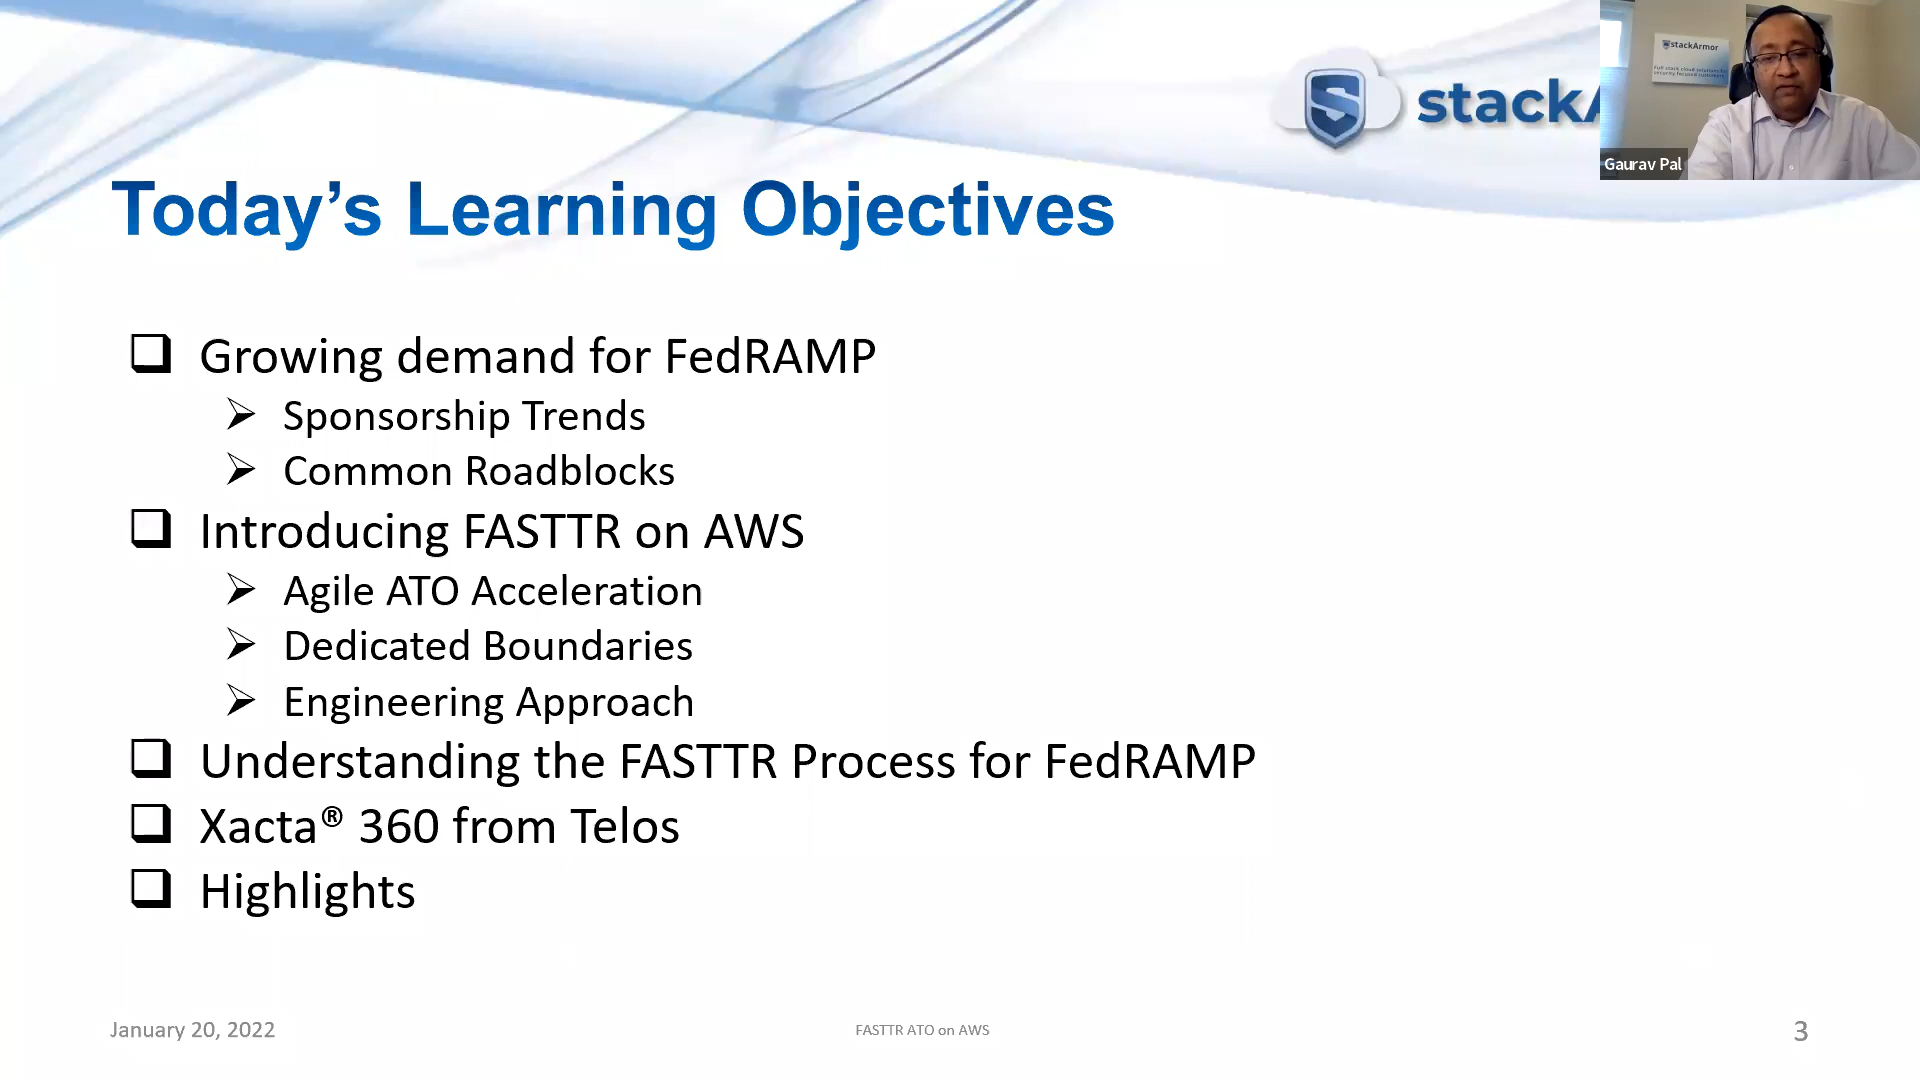 stackA
stackArmor
Gaurav Pal
Today’s Learning Objectives
Growing demand for FedRAMP
Sponsorship Trends
Common Roadblocks
Introducing FASTTR on AWS
Agile ATO Acceleration
Dedicated Boundaries
Engineering Approach
Understanding the FASTTR Process for FedRAMP
Xacta® 360 from Telos
Highlights
January 20, 2022
FASTTR ATO on AWS
3